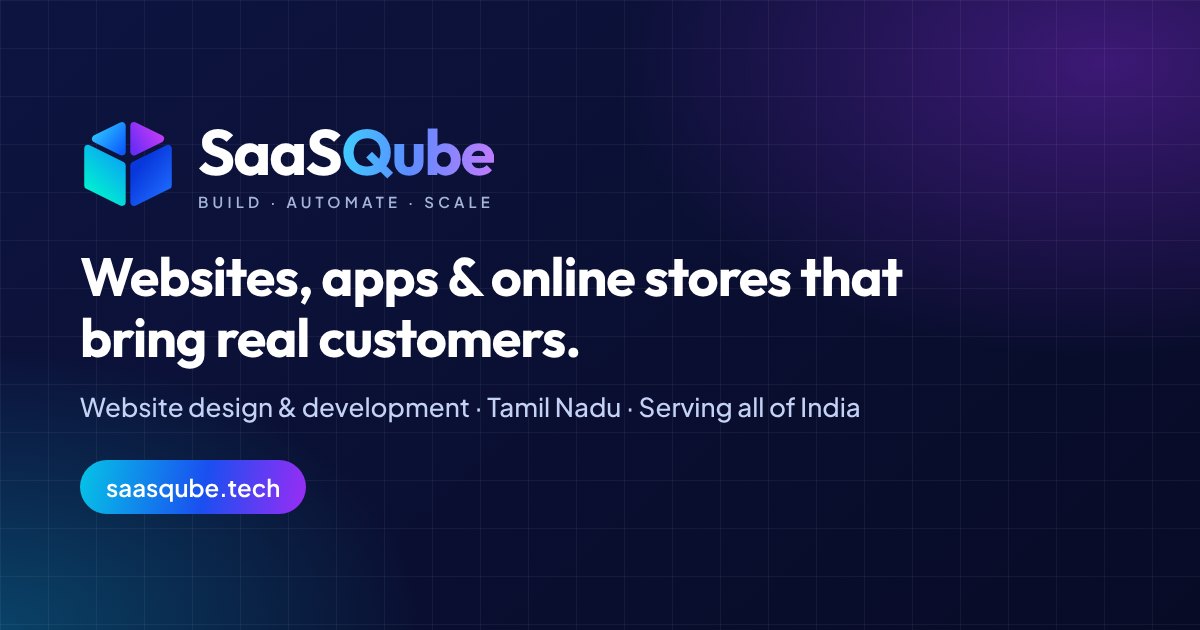 SaaSQube
BUILD · AUTOMATE · SCALE
Websites, apps & online stores that
bring real customers.
Website design & development · Tamil Nadu · Serving all of India
saasqube.tech